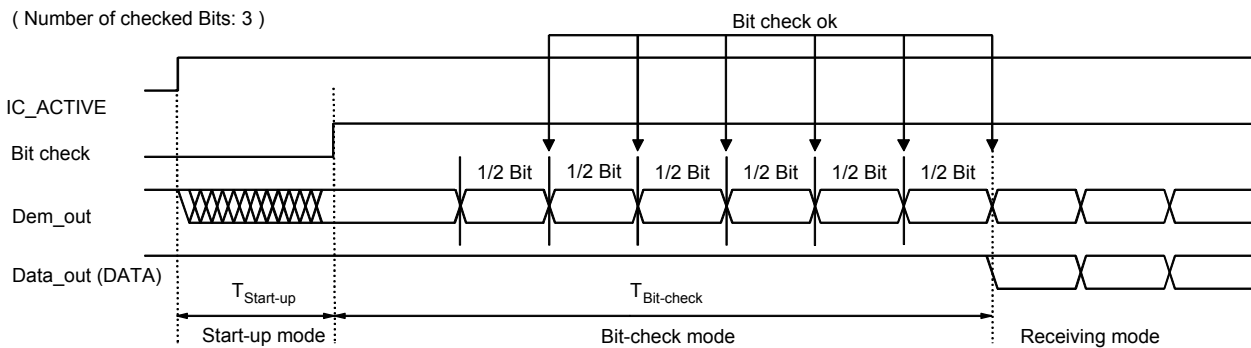 ( Number of checked Bits: 3 )
Bit check ok
IC_ACTIVE
Bit check
1/2 Bit 1/2 Bit 1/2 Bit 1/2 Bit 1/2 Bit 1/2 Bit
Dem_out
Data_out (DATA)
TStart-up TBit-check
Start-up mode Bit-check mode Receiving mode